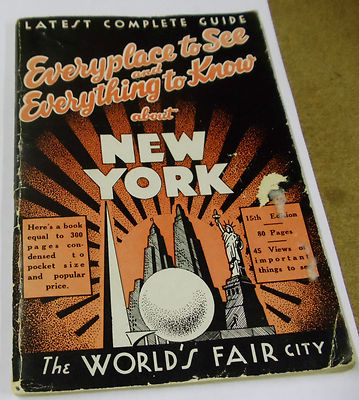 LATEST COMPLETE GUIDE
Everyplace to See
and
Everything to Know
about
NEW
YORK
Here's a book
equal to 300
pages con-
densed to
pocket size
and popular
price.
15th Edition
80 Pages
45 Views of
important
things to see
The WORLD'S FAIR CITY